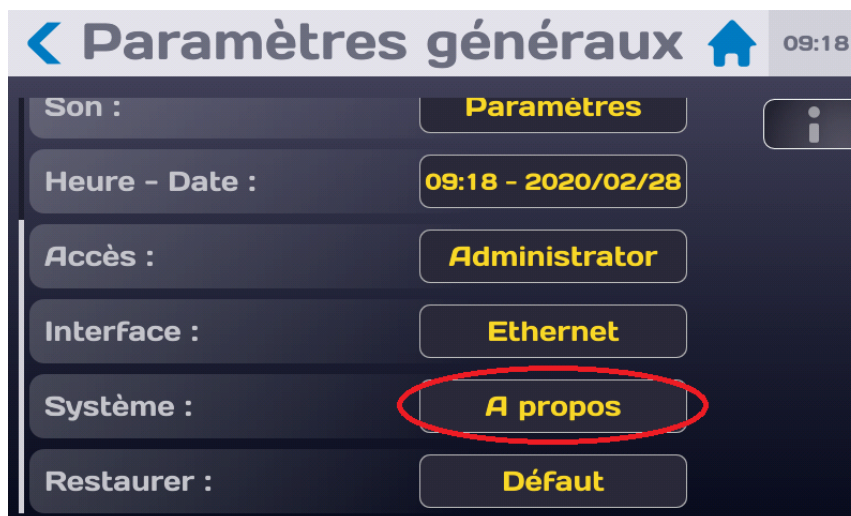 Paramètres généraux 09:18
Son : Paramètres
Heure - Date : 09:18 - 2020/02/28
Accès : Administrator
Interface : Ethernet
Système : A propos
Restaurer : Défaut